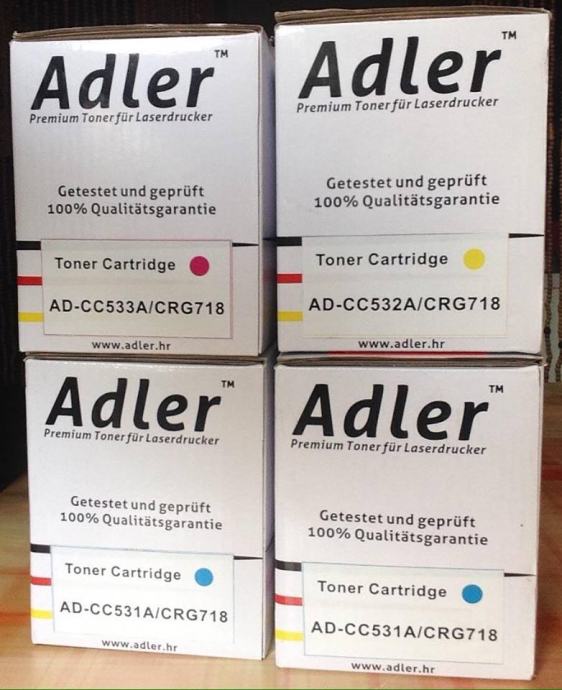 Adler™
Premium Toner für Laserdrucker
Getestet und geprüft
100% Qualitätsgarantie
Toner Cartridge
AD-CC533A/CRG718
www.adler.hr
Adler™
Premium Toner für Laserdrucker
Getestet und geprüft
100% Qualitätsgarantie
Toner Cartridge
AD-CC532A/CRG718
www.adler.hr
Adler™
Premium Toner für Laserdrucker
Getestet und geprüft
100% Qualitätsgarantie
Toner Cartridge
AD-CC531A/CRG718
www.adler.hr
Adler™
Premium Toner für Laserdrucker
Getestet und geprüft
100% Qualitätsgarantie
Toner Cartridge
AD-CC531A/CRG718
www.adler.hr